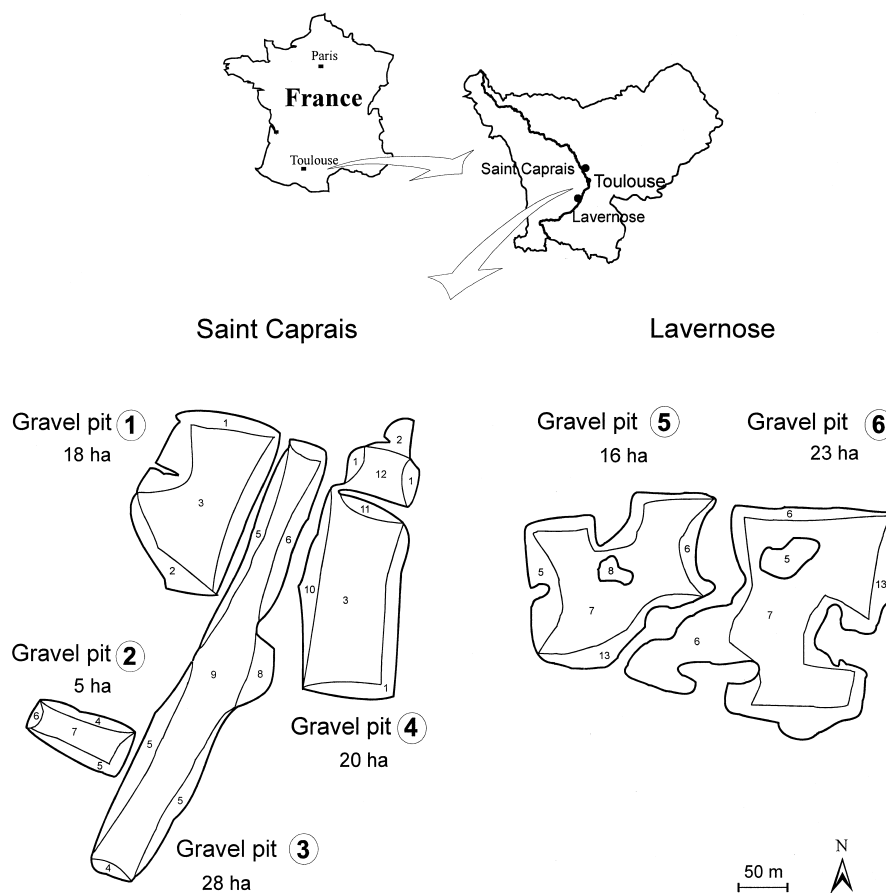 Paris
France
Toulouse
Saint Caprais
Toulouse
Lavernose
Saint Caprais
Lavernose
Gravel pit 1
18 ha
1
3
2
Gravel pit 2
5 ha
6
4
7
5
5
6
9
8
5
5
4
Gravel pit 3
28 ha
2
1
12
1
11
10
3
1
Gravel pit 4
20 ha
Gravel pit 5
16 ha
5
8
6
7
13
Gravel pit 6
23 ha
6
5
13
7
6
50 m
N